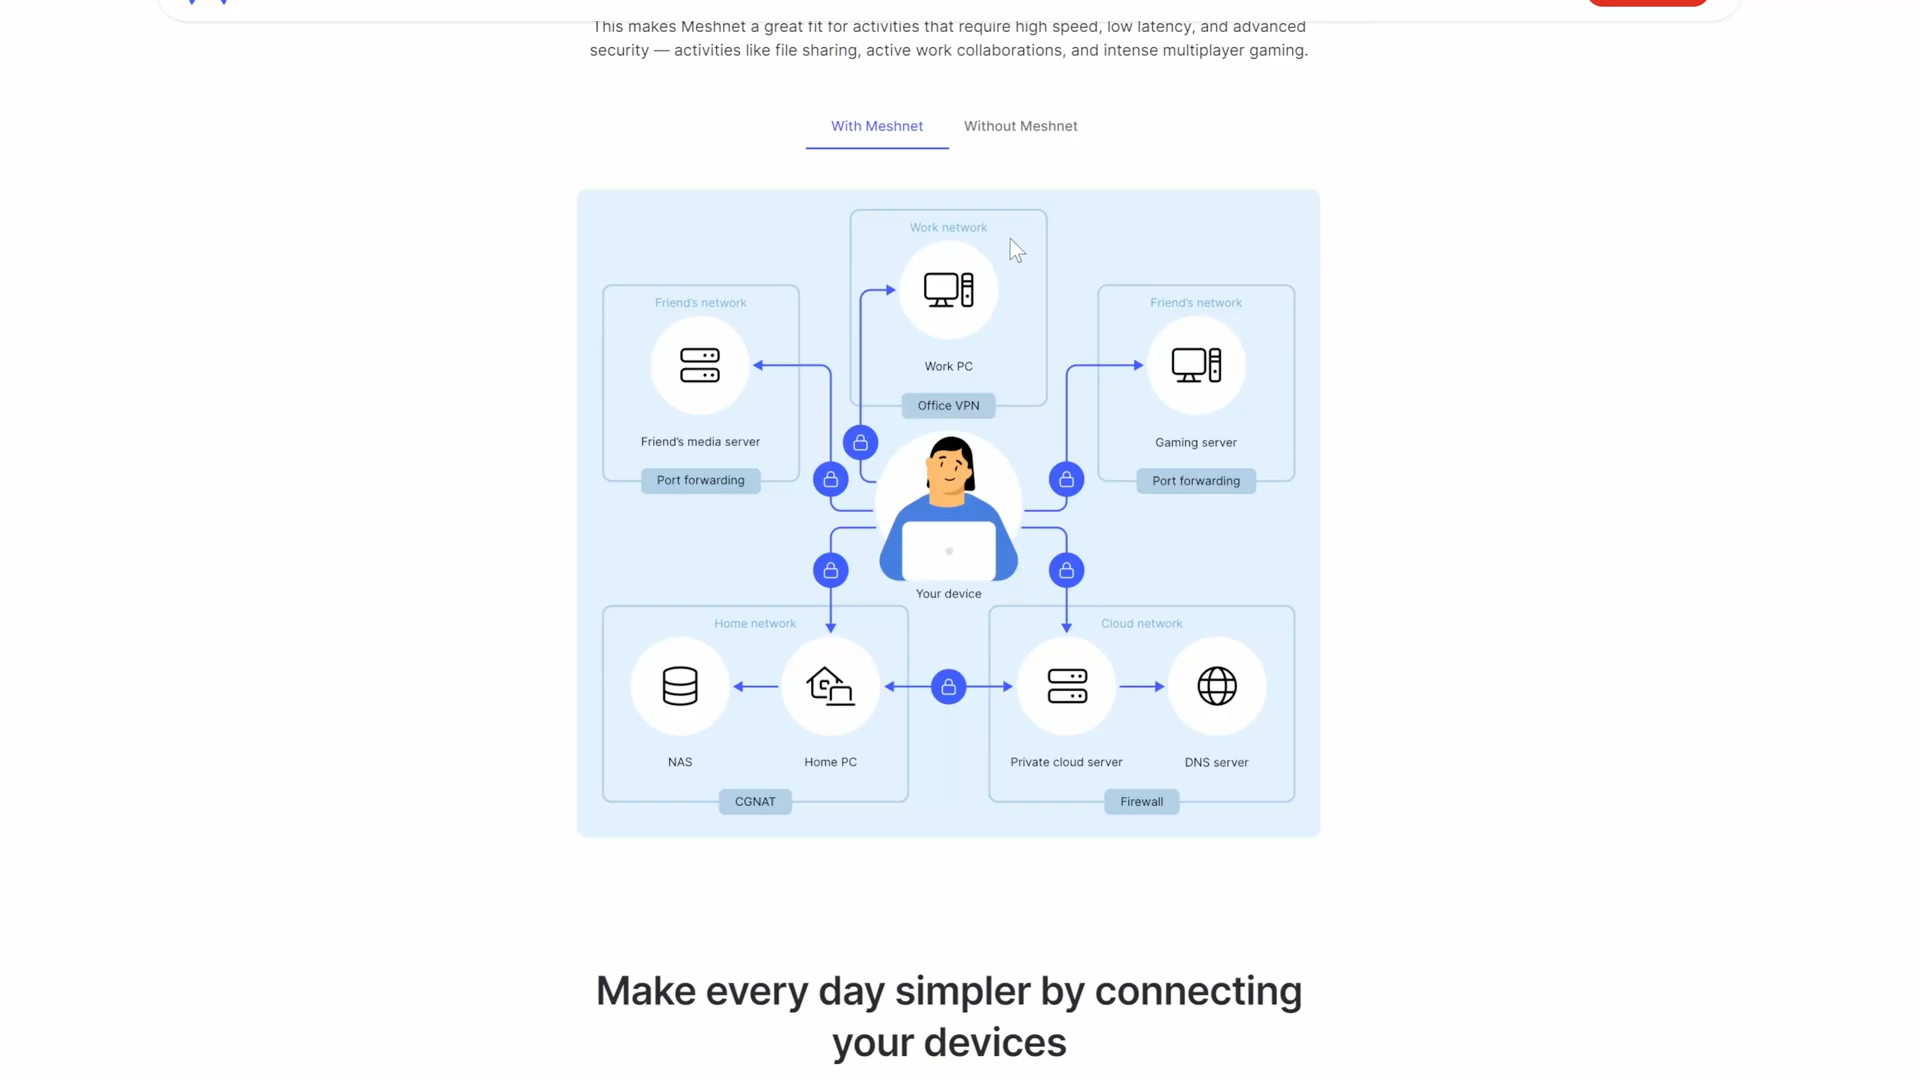 This makes Meshnet a great fit for activities that require high speed, low latency, and advanced
security — activities like file sharing, active work collaborations, and intense multiplayer gaming.
With Meshnet
Without Meshnet
Work network
Work PC
Office VPN
Friend's network
Friend's media server
Port forwarding
Friend's network
Gaming server
Port forwarding
Your device
Home network
NAS
Home PC
CGNAT
Cloud network
Private cloud server
DNS server
Firewall
Make every day simpler by connecting
your devices